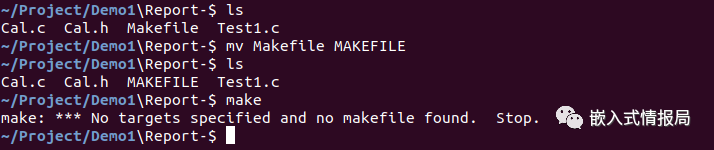 ~/Project/Demo1\Report-$ ls
Cal.c  Cal.h  Makefile  Test1.c
~/Project/Demo1\Report-$ mv Makefile MAKEFILE
~/Project/Demo1\Report-$ ls
Cal.c  Cal.h  MAKEFILE  Test1.c
~/Project/Demo1\Report-$ make
make: *** No targets specified and no makefile found.  Stop.
嵌入式情报局
~/Project/Demo1\Report-$